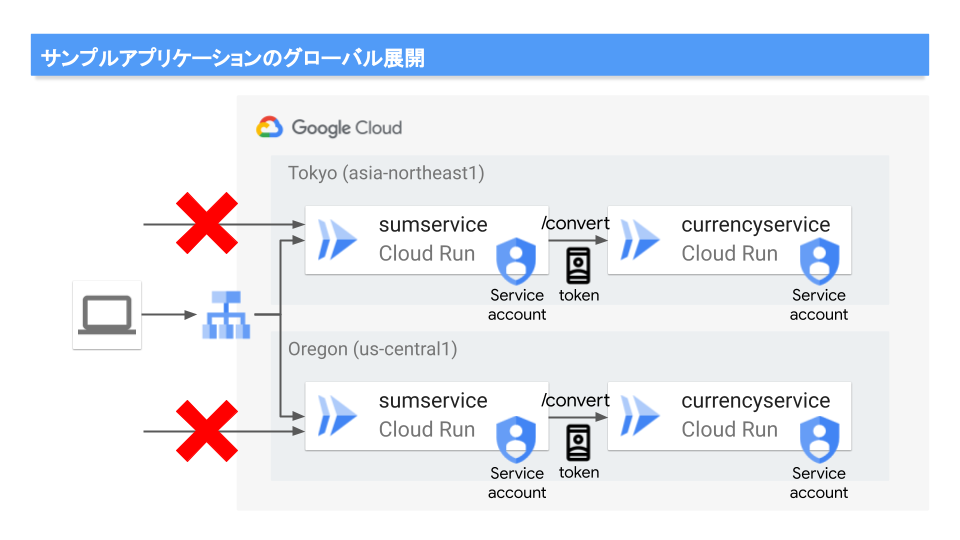 サンプルアプリケーションのグローバル展開
Google Cloud
Tokyo (asia-northeast1)
sumservice
Cloud Run
Service
account
/convert
token
currencyservice
Cloud Run
Service
account
Oregon (us-central1)
sumservice
Cloud Run
Service
account
/convert
token
currencyservice
Cloud Run
Service
account